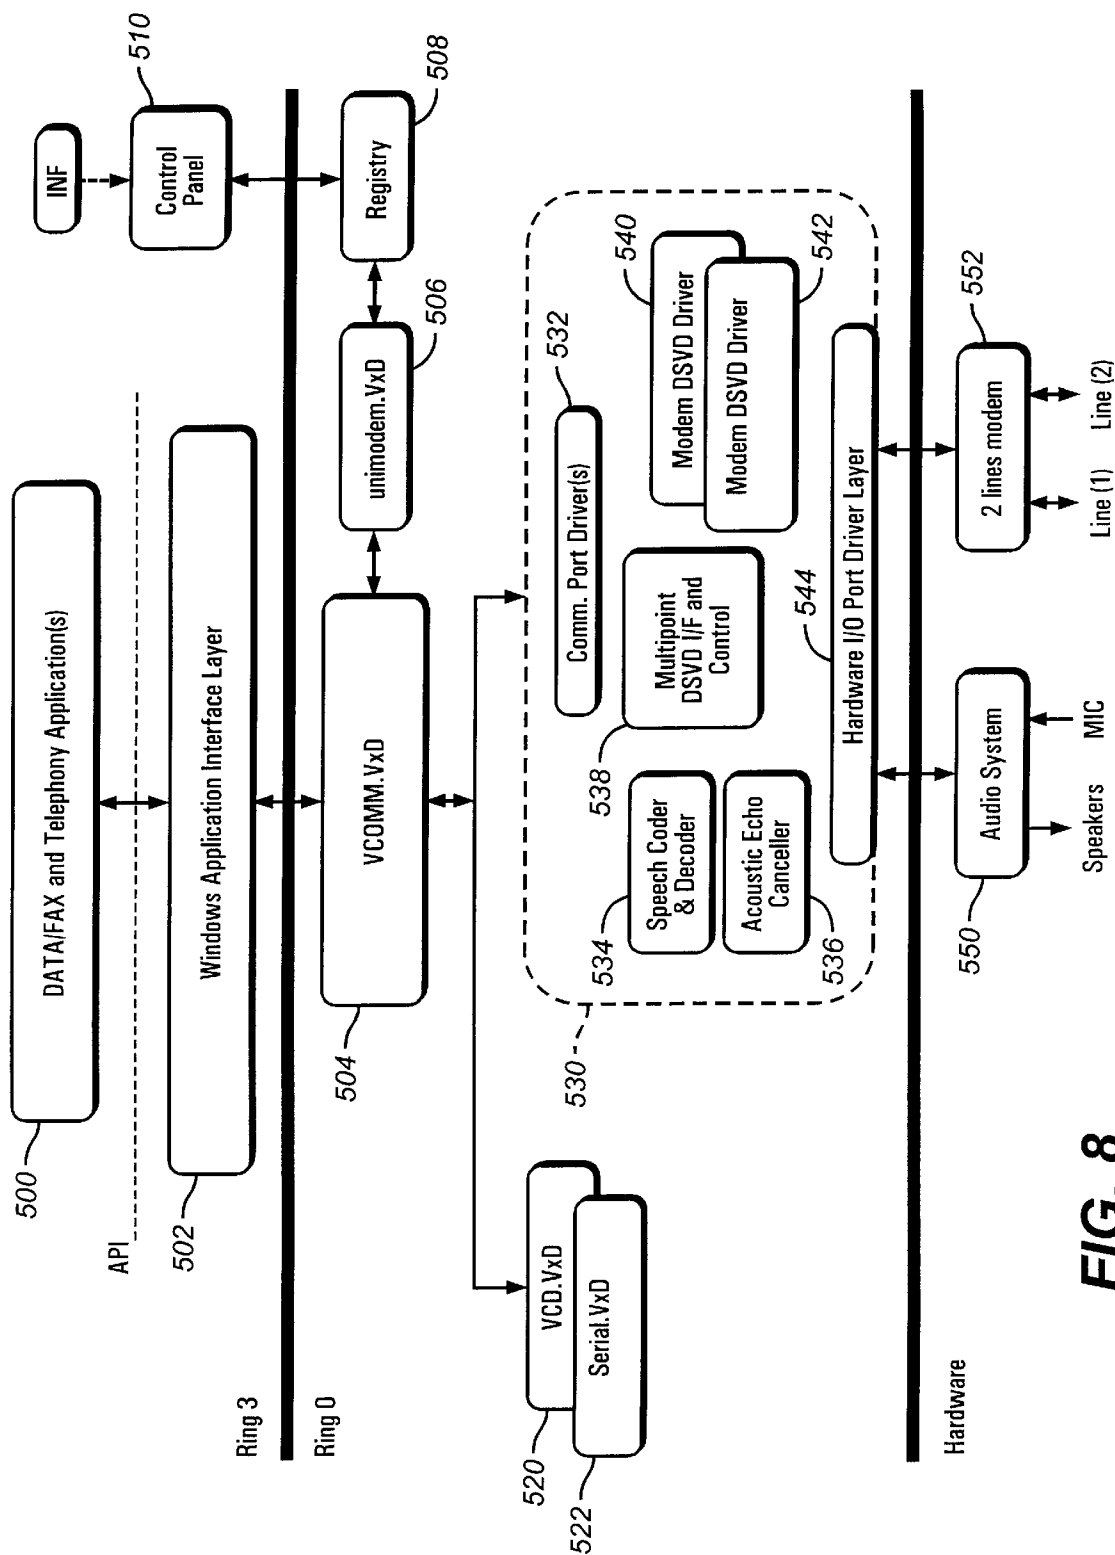 500
DATA/FAX and Telephony Application(s)
INF
510
API
Control
Panel
502
Windows Application Interface Layer
Ring 3
Ring 0
504
VCOMM.VxD
unimodem.VxD
506
Registry
508
520
VCD.VxD
522
Serial.VxD
530
Comm. Port Driver(s)
532
534
Speech Coder
& Decoder
538
Multipoint
DSVD I/F and
Control
Modem DSVD Driver
540
Acoustic Echo
Canceller
536
Modem DSVD Driver
542
544
Hardware I/O Port Driver Layer
Hardware
550
Audio System
2 lines modem
552
Speakers
MIC
Line (1)
Line (2)
FIG. 8